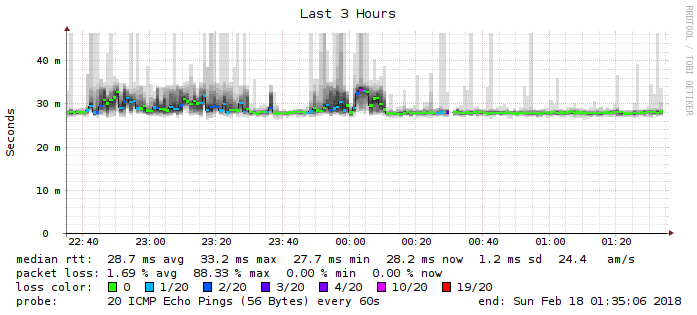 Last 3 Hours
RRDTOOL / TOBI OETIKER
Seconds
40 m
30 m
20 m
10 m
0
22:40 23:00 23:20 23:40 00:00 00:20 00:40 01:00 01:20
median rtt: 28.7 ms avg 33.2 ms max 27.7 ms min 28.2 ms now 1.2 ms sd 24.4 am/s
packet loss: 1.69 % avg 88.33 % max 0.00 % min 0.00 % now
loss color: 0 1/20 2/20 3/20 4/20 10/20 19/20
probe: 20 ICMP Echo Pings (56 Bytes) every 60s end: Sun Feb 18 01:35:06 2018